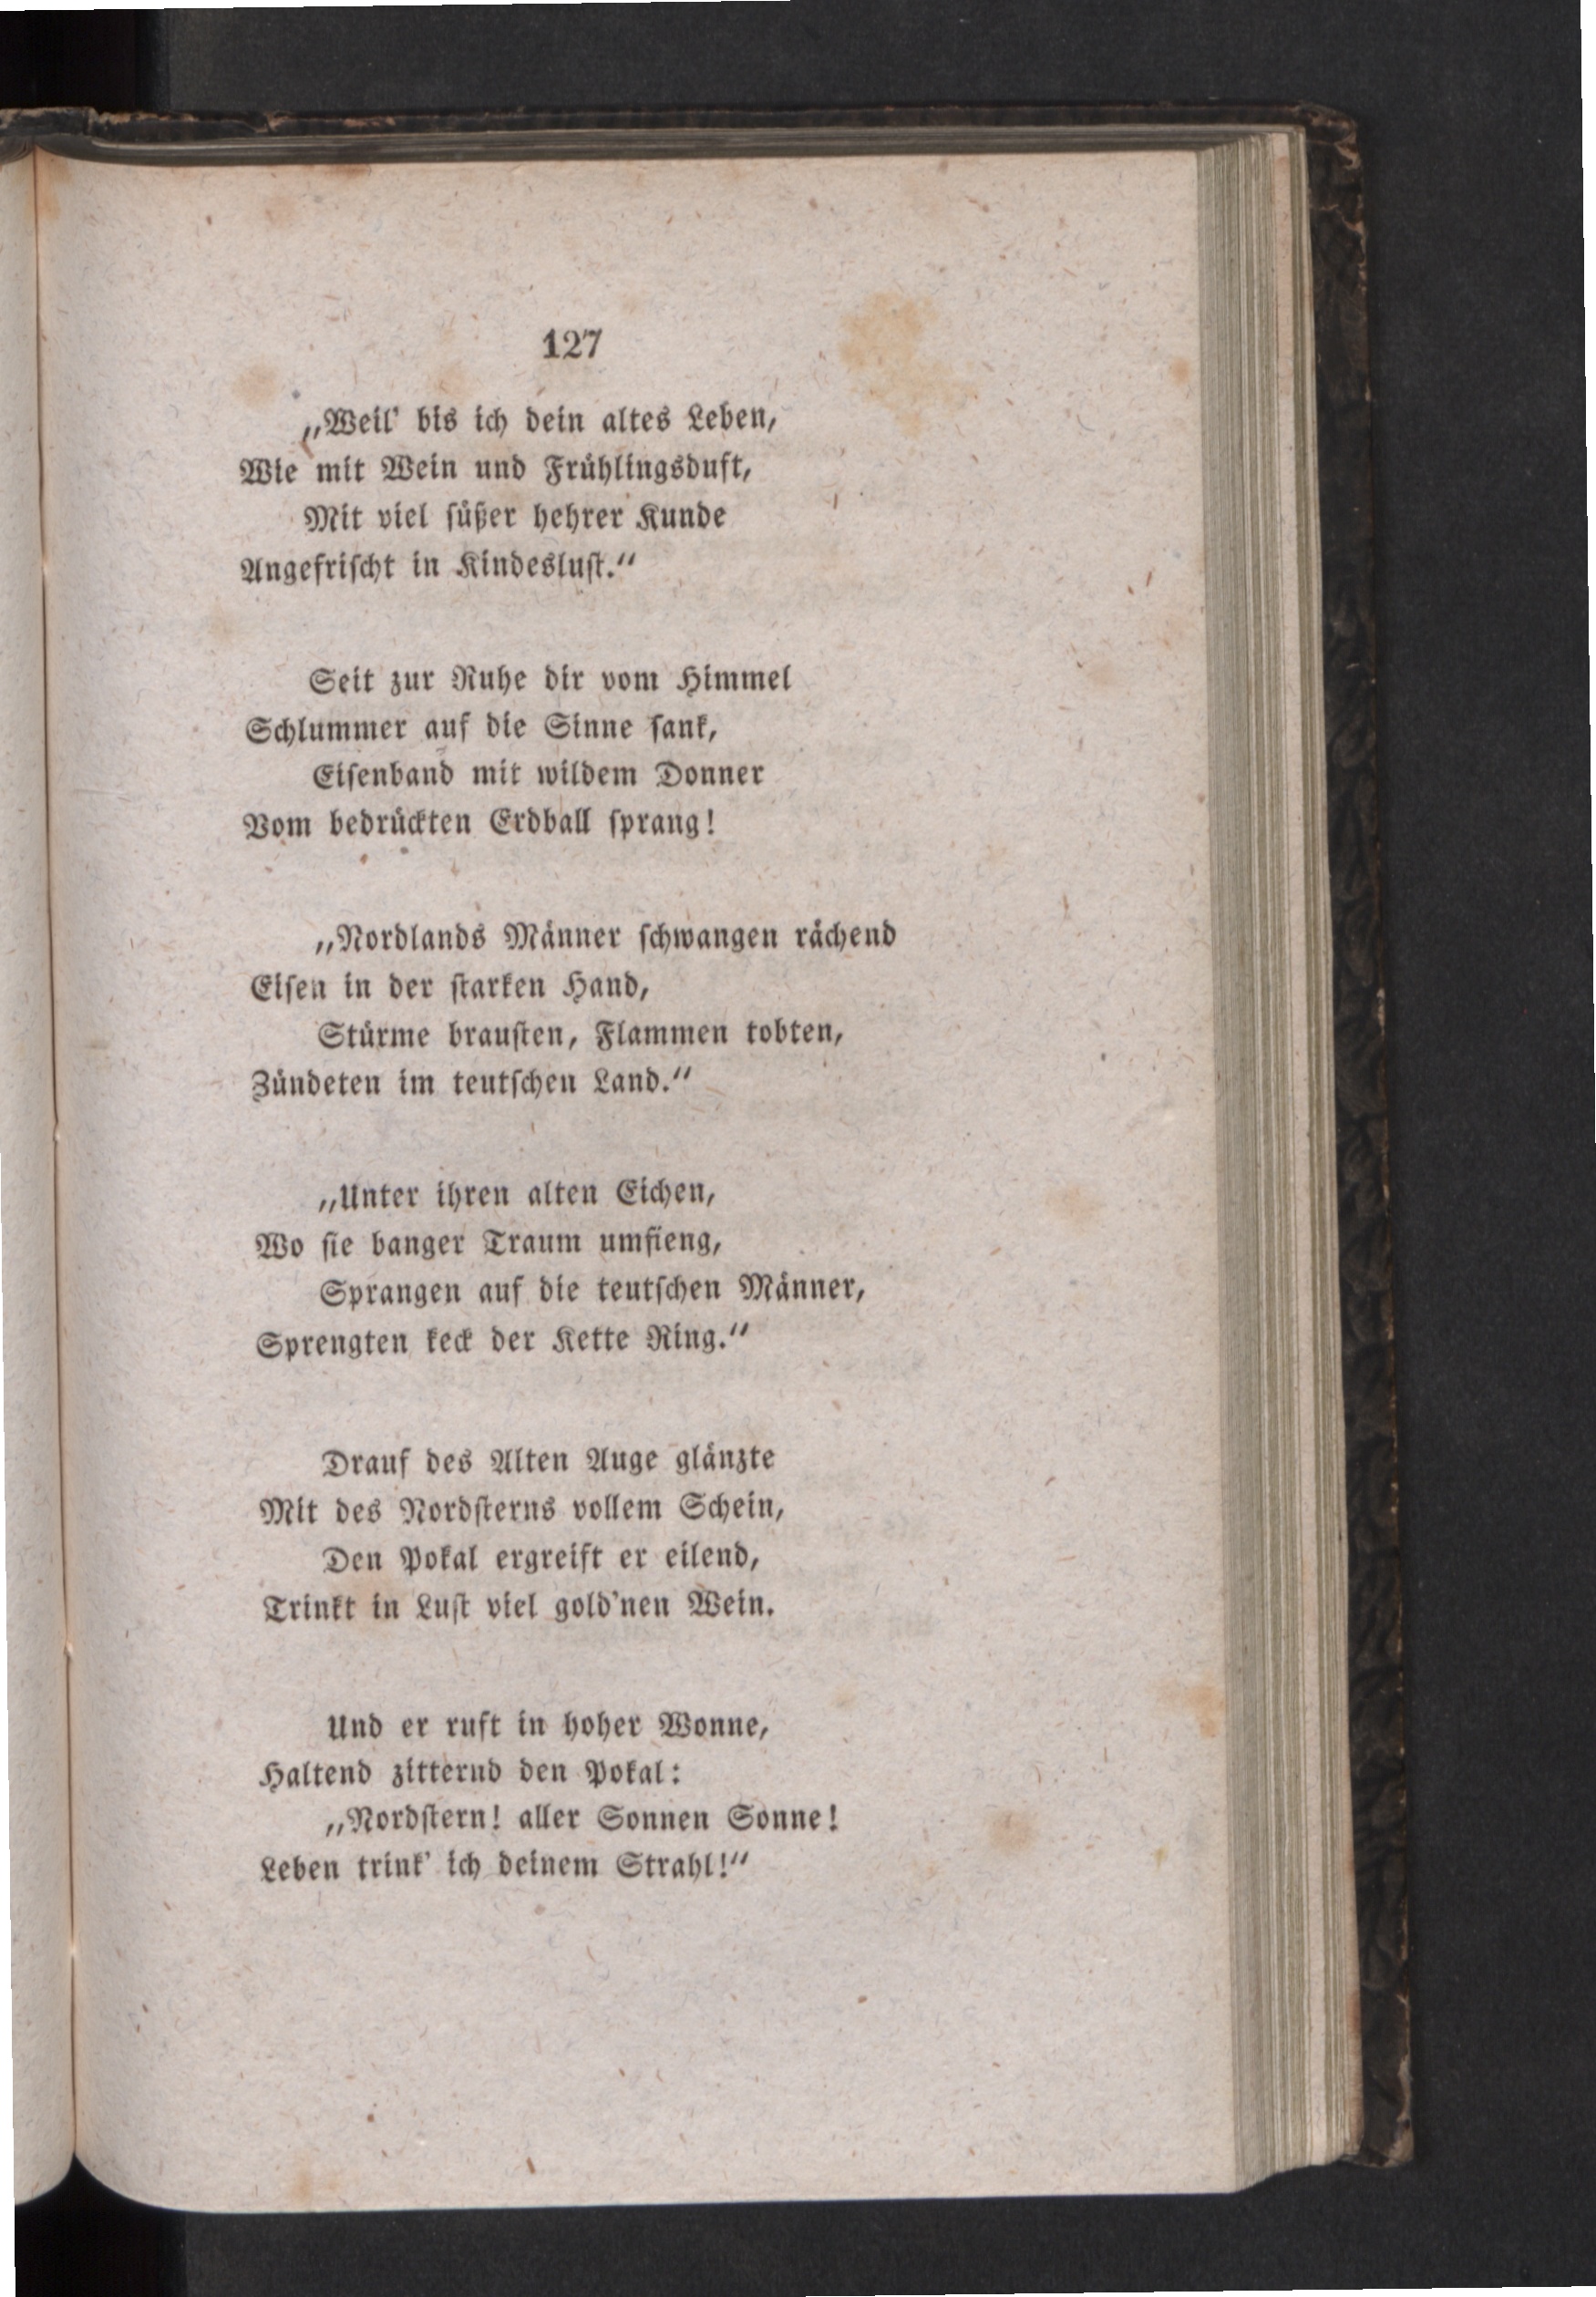 127
„Weil' bis ich dein altes Leben,
Wie mit Wein und Frühlingsduft,
Mit viel ſüßer hehrer Kunde
Angefriſcht in Kindesluſt.“
Seit zur Ruhe dir vom Himmel
Schlummer auf die Sinne ſank,
Eiſenband mit wildem Donner
Vom bedrückten Erdball ſprang!
„Nordlands Männer ſchwangen rächend
Eiſen in der ſtarken Hand,
Stürme brauſten, Flammen tobten,
Zündeten im teutſchen Land.“
„Unter ihren alten Eichen,
Wo ſie banger Traum umfieng,
Sprangen auf die teutſchen Männer,
Sprengten keck der Kette Ring.“
Drauf des Alten Auge glänzte
Mit des Nordſterns vollem Schein,
Den Pokal ergreift er eilend,
Trinkt in Luſt viel gold'nen Wein.
Und er ruft in hoher Wonne,
Haltend zitternd den Pokal:
„Nordſtern! aller Sonnen Sonne!
Leben trink' ich deinem Strahl!“